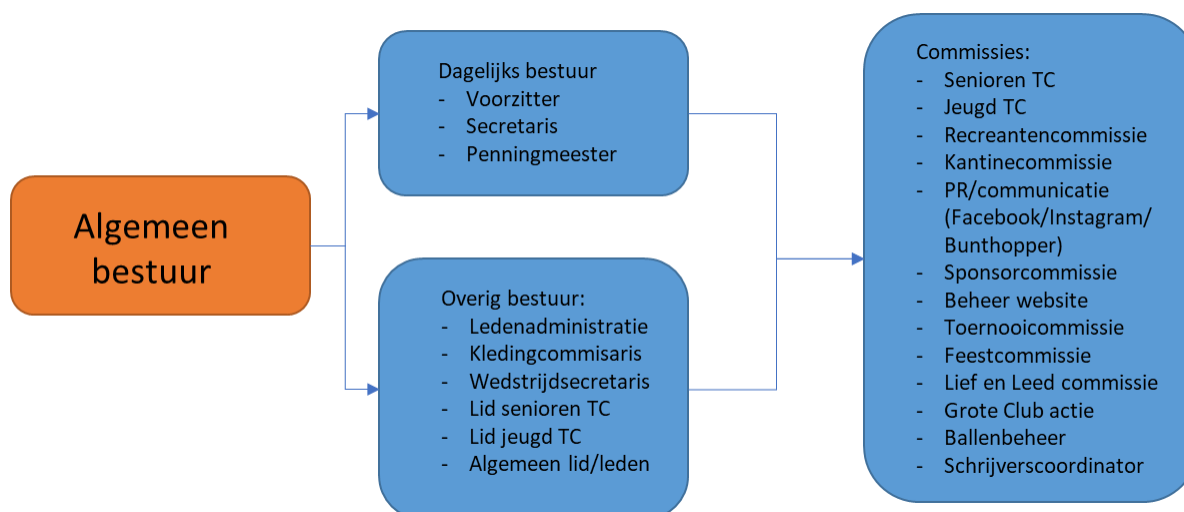 Algemeen
bestuur
Dagelijks bestuur
- Voorzitter
- Secretaris
- Penningmeester
Overig bestuur:
- Ledenadministratie
- Kledingcommisaris
- Wedstrijdsecretaris
- Lid senioren TC
- Lid jeugd TC
- Algemeen lid/leden
Commissies:
- Senioren TC
- Jeugd TC
- Recreantencommissie
- Kantinecommissie
- PR/communicatie
(Facebook/Instagram/
Bunthopper)
- Sponsorcommissie
- Beheer website
- Toernooicommissie
- Feestcommissie
- Lief en Leed commissie
- Grote Club actie
- Ballenbeheer
- Schrijverscoordinator